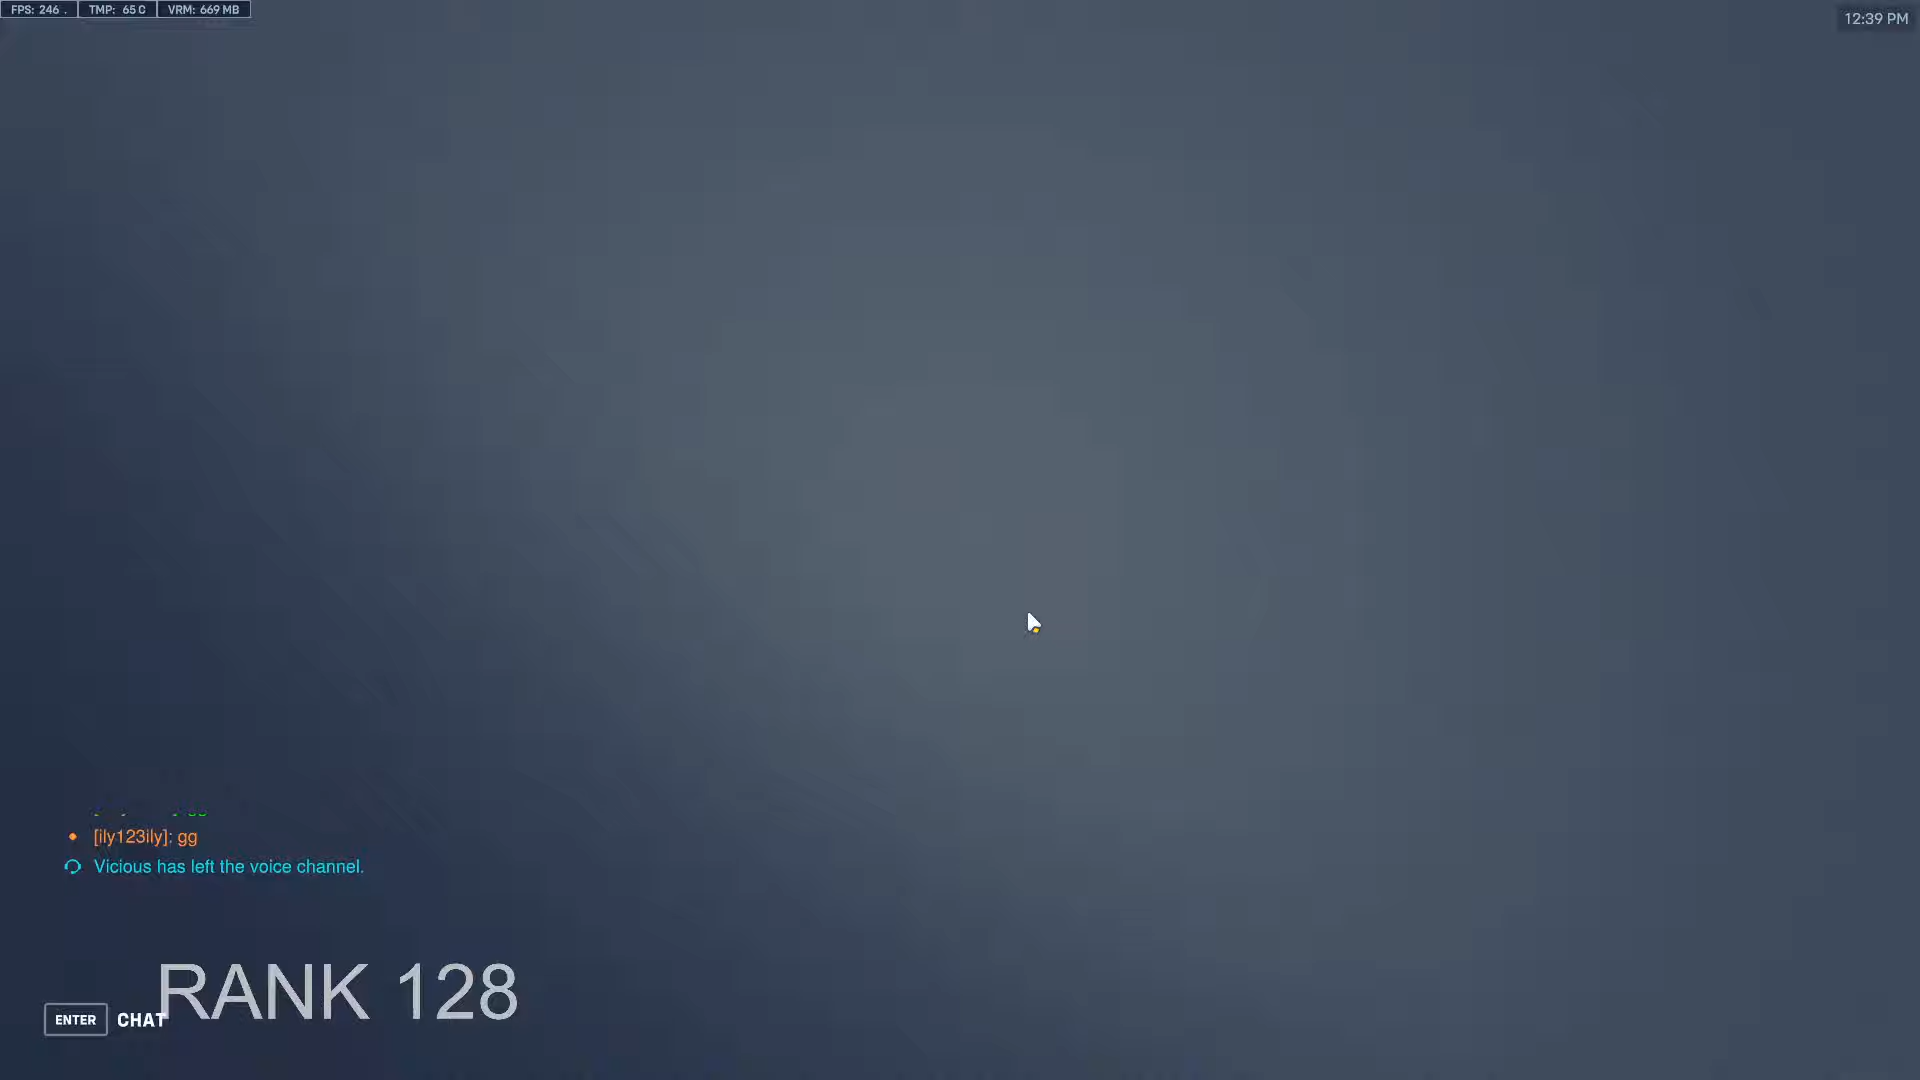 FPS: 246 . TMP: 65 C VRM: 669 MB
12:39 PM
[ily123ily]: gg
Vicious has left the voice channel.
RANK 128
ENTER CHAT